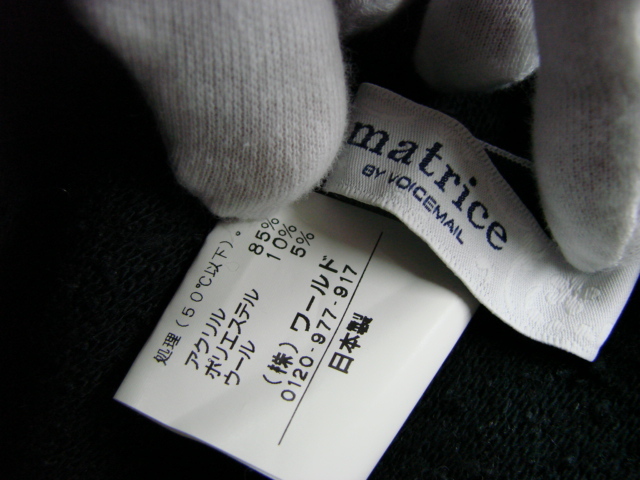 matrice
BY VOICEMAIL
処理(50℃以下)。
アクリル 85%
ポリエステル 10%
ウール 5%
(株)ワールド
0120-977-917
日本製